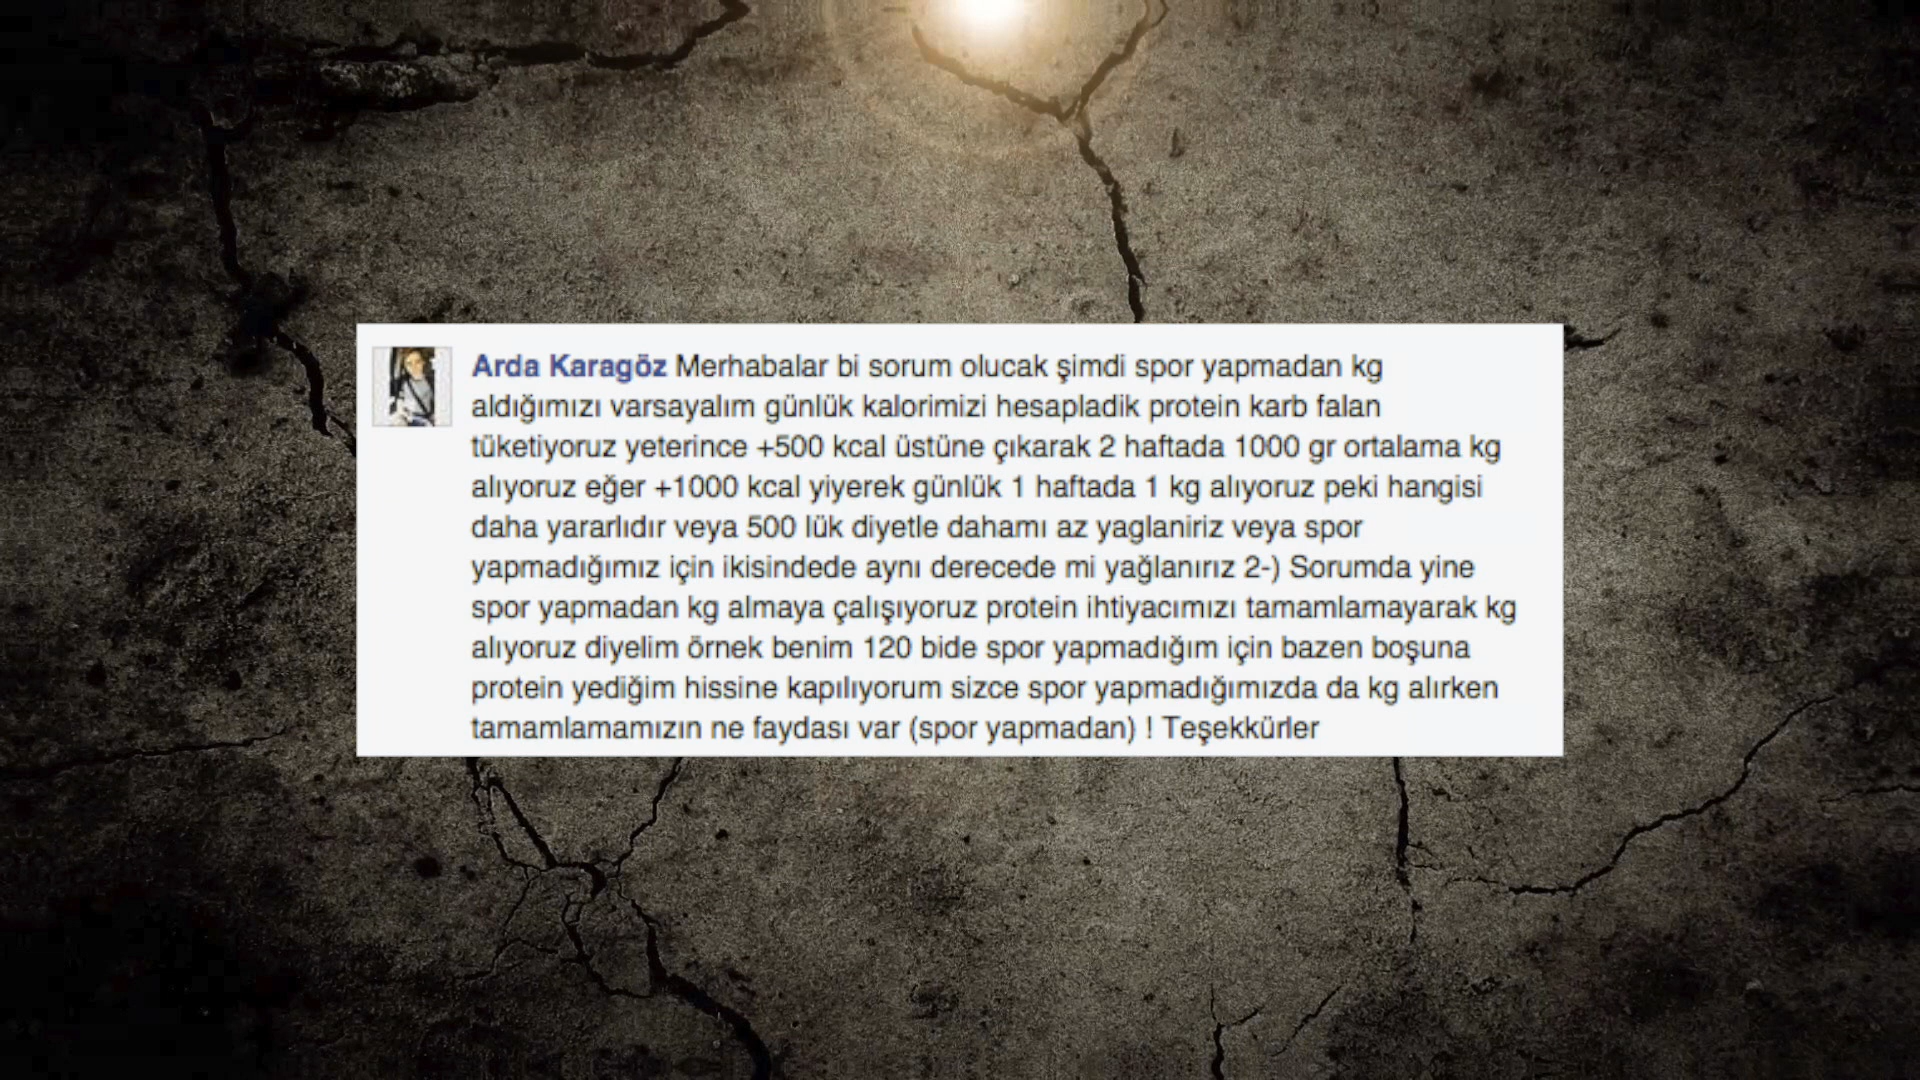 Arda Karagöz Merhabalar bi sorum olucak şimdi spor yapmadan kg
aldığımızı varsayalım günlük kalorimizi hesapladik protein karb falan
tüketiyoruz yeterince +500 kcal üstüne çıkarak 2 haftada 1000 gr ortalama kg
alıyoruz eğer +1000 kcal yiyerek günlük 1 haftada 1 kg alıyoruz peki hangisi
daha yararlıdır veya 500 lük diyetle dahamı az yaglaniriz veya spor
yapmadığımız için ikisindede aynı derecede mi yağlanırız 2-) Sorumda yine
spor yapmadan kg almaya çalışıyoruz protein ihtiyacımızı tamamlamayarak kg
alıyoruz diyelim örnek benim 120 bide spor yapmadığım için bazen boşuna
protein yediğim hissine kapılıyorum sizce spor yapmadığımızda da kg alırken
tamamlamamızın ne faydası var (spor yapmadan) ! Teşekkürler